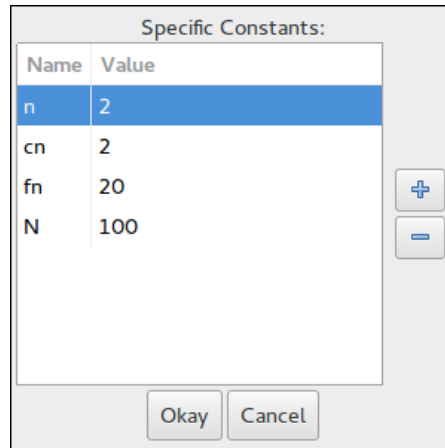 Specific Constants:
Name Value
n 2
cn 2
fn 20
N 100
Okay Cancel